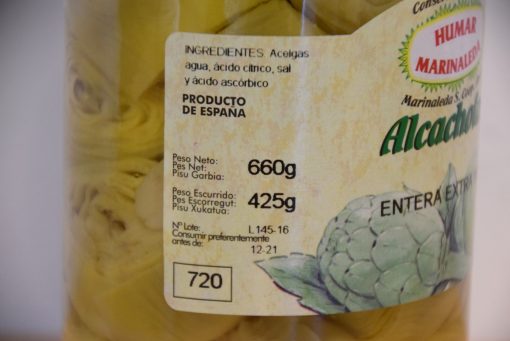 INGREDIENTES: Acelgas
agua, ácido cítrico, sal
y ácido ascórbico
PRODUCTO
DE ESPAÑA
Peso Neto:
Pes Net:
Pisu Garbia:
660g
Peso Escurrido:
Pes Escorregut:
Pisu Xukatua:
425g
Nº Lote: L 145-16
Consumir preferentemente
antes de: 12-21
720
HUMAR
MARINALEDA
Marinaleda S. Coop.
ENTERA EXTRA